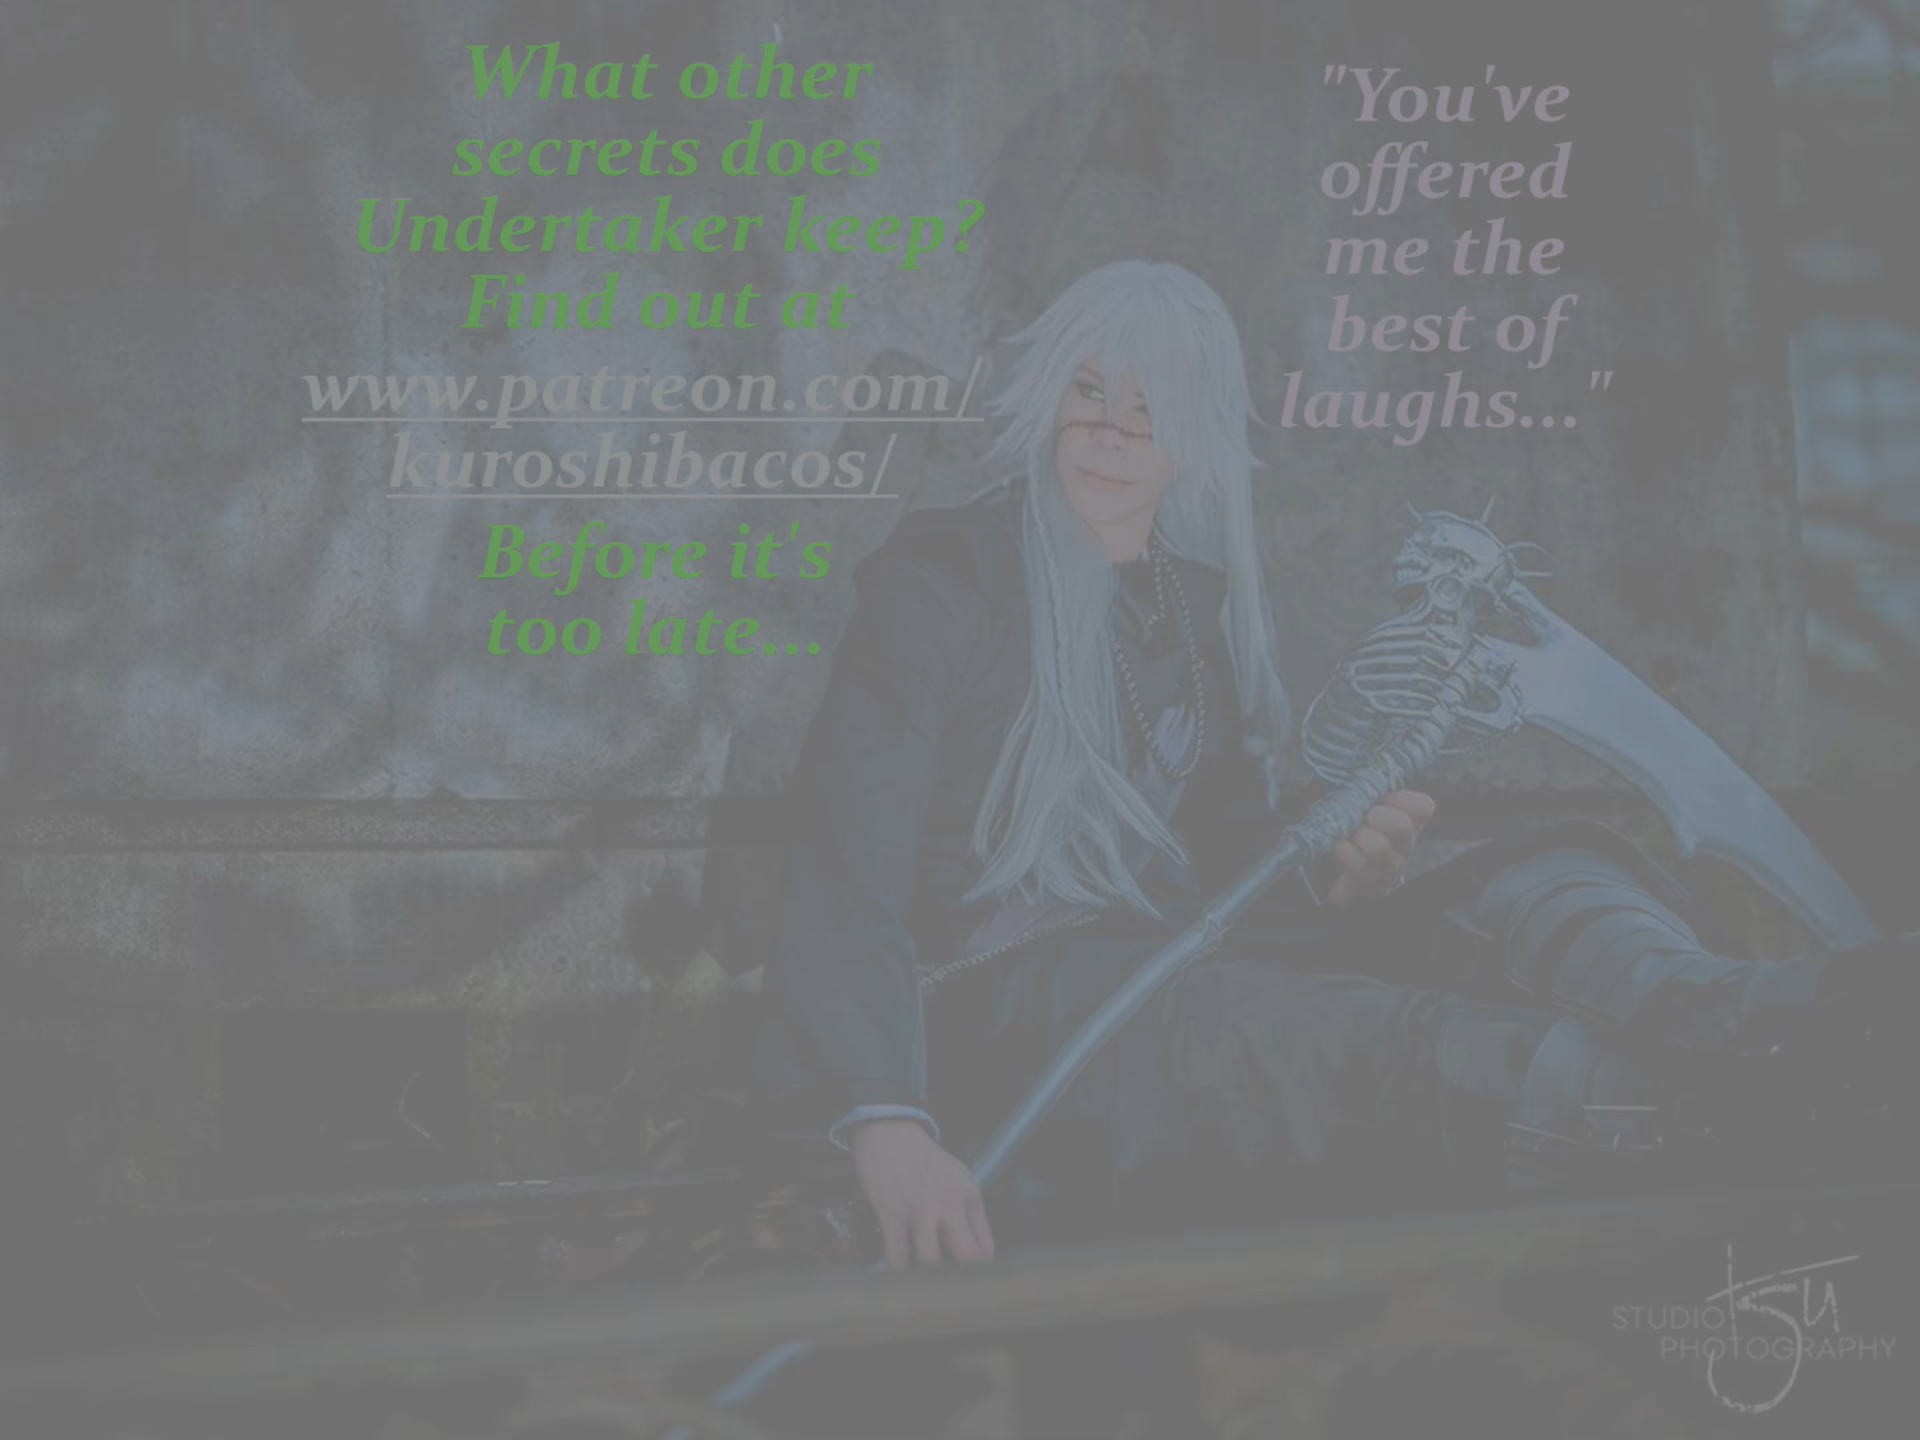 What other
secrets does
Undertaker keep?
Find out at
www.patreon.com/
kuroshibacos/
Before it's
too late...
"You've
offered
me the
best of
laughs..."
STUDIO tsu
PHOTOGRAPHY